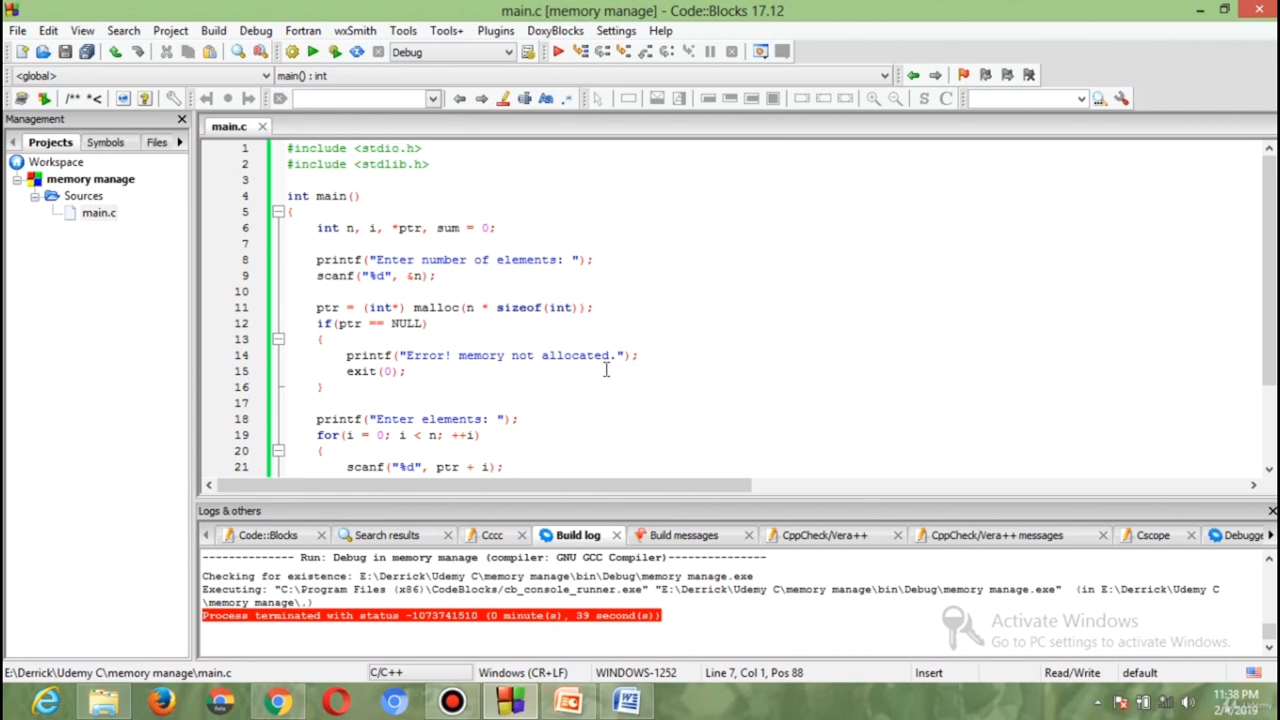 main.c [memory manage] - Code::Blocks 17.12
File Edit View Search Project Build Debug Fortran wxSmith Tools Tools+ Plugins DoxyBlocks Settings Help
Debug
<global> main() : int
/** *<
Management
main.c
Projects Symbols Files
Workspace
memory manage
Sources
main.c
1 #include <stdio.h>
2 #include <stdlib.h>
3
4 int main()
5 {
6 int n, i, *ptr, sum = 0;
7
8 printf("Enter number of elements: ");
9 scanf("%d", &n);
10
11 ptr = (int*) malloc(n * sizeof(int));
12 if(ptr == NULL)
13 {
14 printf("Error! memory not allocated.");
15 exit(0);
16 }
17
18 printf("Enter elements: ");
19 for(i = 0; i < n; ++i)
20 {
21 scanf("%d", ptr + i);
Logs & others
Code::Blocks Search results Cccc Build log Build messages CppCheck/Vera++ CppCheck/Vera++ messages Cscope Debugge
-------------- Run: Debug in memory manage (compiler: GNU GCC Compiler)---------------
Checking for existence: E:\Derrick\Udemy C\memory manage\bin\Debug\memory manage.exe
Executing: "C:\Program Files (x86)\CodeBlocks/cb_console_runner.exe" "E:\Derrick\Udemy C\memory manage\bin\Debug\memory manage.exe"  (in E:\Derrick\Udemy C
\memory manage\.)
Process terminated with status -1073741510 (0 minute(s), 39 second(s))
Activate Windows
Go to PC settings to activate Windows.
E:\Derrick\Udemy C\memory manage\main.c C/C++ Windows (CR+LF) WINDOWS-1252 Line 7, Col 1, Pos 88 Insert Read/Write default
11:38 PM
2/4/2019